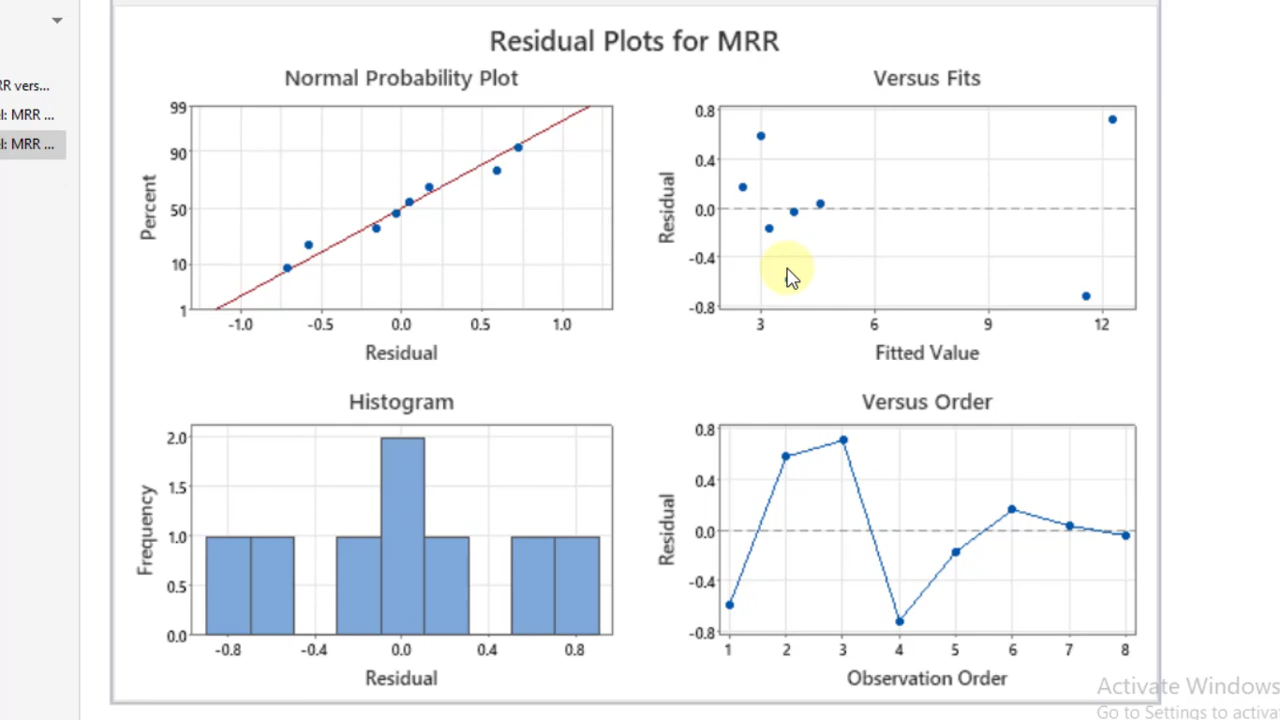 Residual Plots for MRR
Normal Probability Plot
Versus Fits
R vers...
l: MRR ...
l: MRR ...
99
90
50
10
1
Percent
-1.0 -0.5 0.0 0.5 1.0
Residual
0.8
0.4
0.0
-0.4
-0.8
Residual
3 6 9 12
Fitted Value
Histogram
Versus Order
2.0
1.5
1.0
0.5
0.0
Frequency
-0.8 -0.4 0.0 0.4 0.8
Residual
0.8
0.4
0.0
-0.4
-0.8
Residual
1 2 3 4 5 6 7 8
Observation Order
Activate Windows
Go to Settings to activa